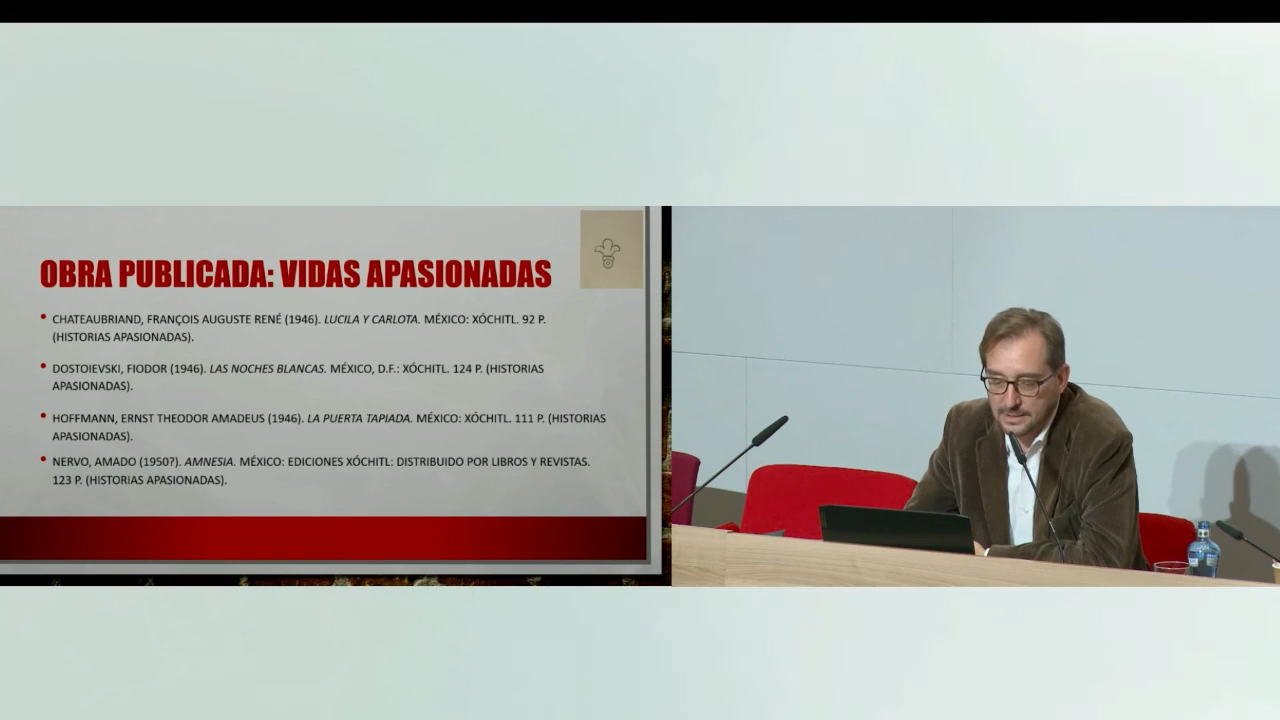 OBRA PUBLICADA: VIDAS APASIONADAS
• CHATEAUBRIAND, FRANÇOIS AUGUSTE RENÉ (1946). LUCILA Y CARLOTA. MÉXICO: XÓCHITL. 92 P.
(HISTORIAS APASIONADAS).
• DOSTOIEVSKI, FIODOR (1946). LAS NOCHES BLANCAS. MÉXICO, D.F.: XÓCHITL. 124 P. (HISTORIAS
APASIONADAS).
• HOFFMANN, ERNST THEODOR AMADEUS (1946). LA PUERTA TAPIADA. MÉXICO: XÓCHITL. 111 P. (HISTORIAS
APASIONADAS).
• NERVO, AMADO (1950?). AMNESIA. MÉXICO: EDICIONES XÓCHITL: DISTRIBUIDO POR LIBROS Y REVISTAS.
123 P. (HISTORIAS APASIONADAS).